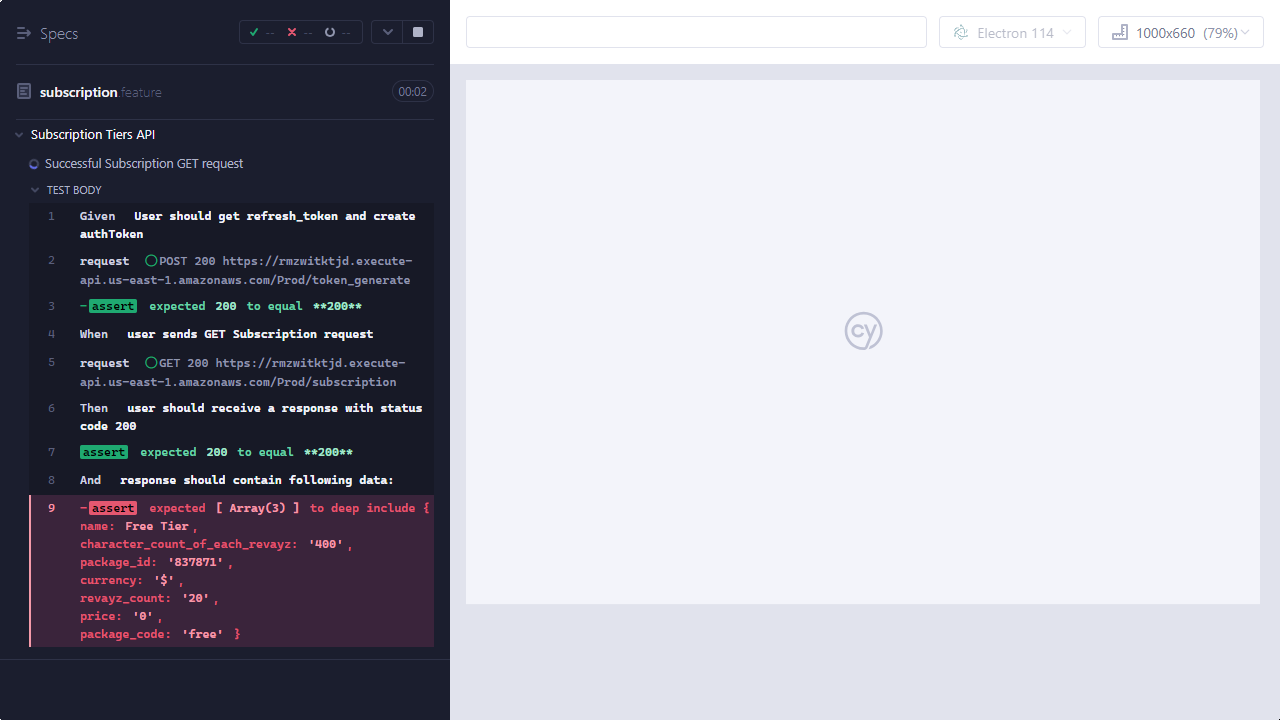 Specs
--
--
--
Electron 114
1000x660 (79%)
subscription.feature
00:02
Subscription Tiers API
Successful Subscription GET request
TEST BODY
1 Given User should get refresh_token and create
authToken
2 request POST 200 https://rmzwitktjd.execute-
api.us-east-1.amazonaws.com/Prod/token_generate
3 -assert expected 200 to equal **200**
4 When user sends GET Subscription request
5 request GET 200 https://rmzwitktjd.execute-
api.us-east-1.amazonaws.com/Prod/subscription
6 Then user should receive a response with status
code 200
7 assert expected 200 to equal **200**
8 And response should contain following data:
9 -assert expected [ Array(3) ] to deep include {
name: Free Tier,
character_count_of_each_revayz: '400',
package_id: '837871',
currency: '$',
revayz_count: '20',
price: '0',
package_code: 'free' }
cy